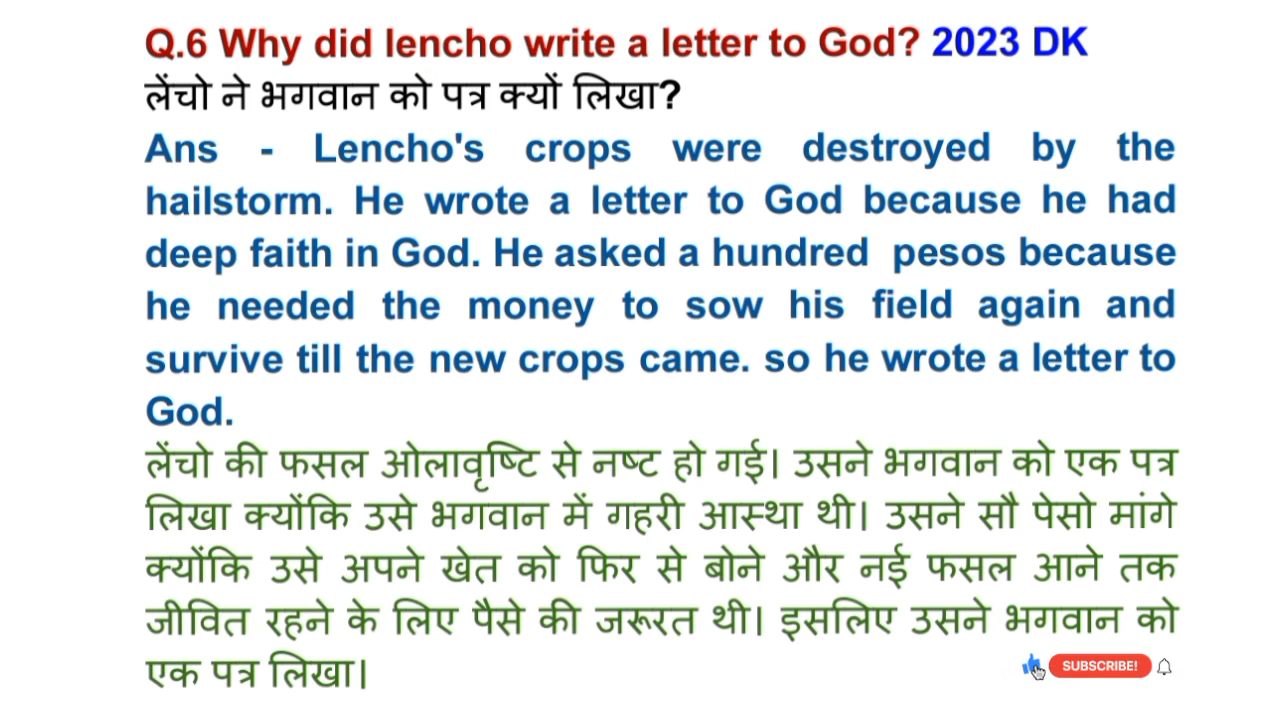 Q.6 Why did lencho write a letter to God? 2023 DK
लेंचो ने भगवान को पत्र क्यों लिखा?
Ans - Lencho's crops were destroyed by the
hailstorm. He wrote a letter to God because he had
deep faith in God. He asked a hundred pesos because
he needed the money to sow his field again and
survive till the new crops came. so he wrote a letter to
God.
लेंचो की फसल ओलावृष्टि से नष्ट हो गई। उसने भगवान को एक पत्र
लिखा क्योंकि उसे भगवान में गहरी आस्था थी। उसने सौ पेसो मांगे
क्योंकि उसे अपने खेत को फिर से बोने और नई फसल आने तक
जीवित रहने के लिए पैसे की जरूरत थी। इसलिए उसने भगवान को
एक पत्र लिखा।
SUBSCRIBE!